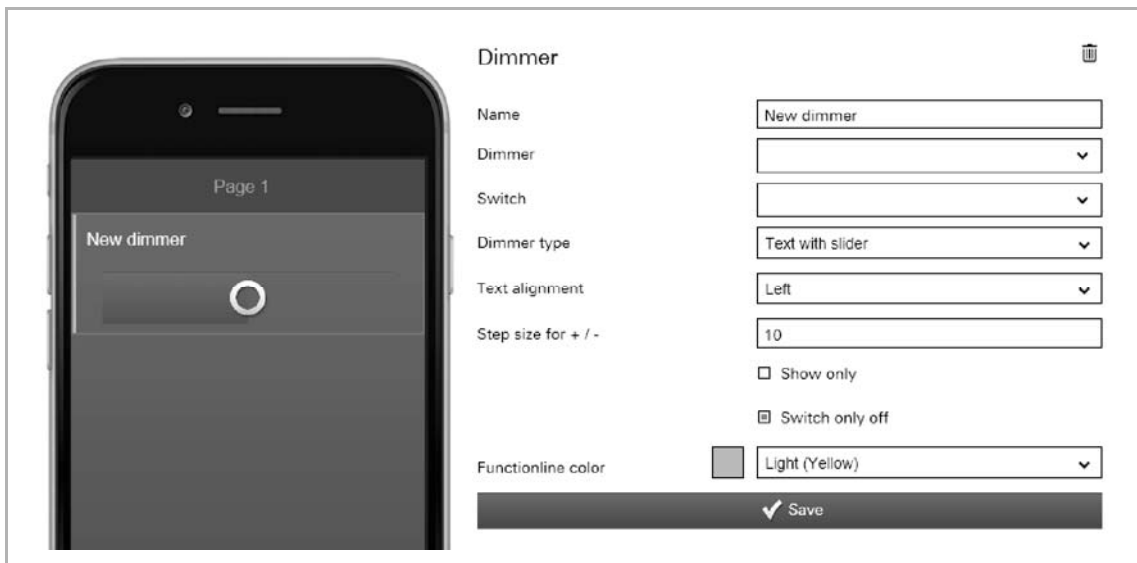 Page 1
New dimmer
Dimmer
Name
New dimmer
Dimmer
Switch
Dimmer type
Text with slider
Text alignment
Left
Step size for + / -
10
Show only
Switch only off
Functionline color
Light (Yellow)
Save